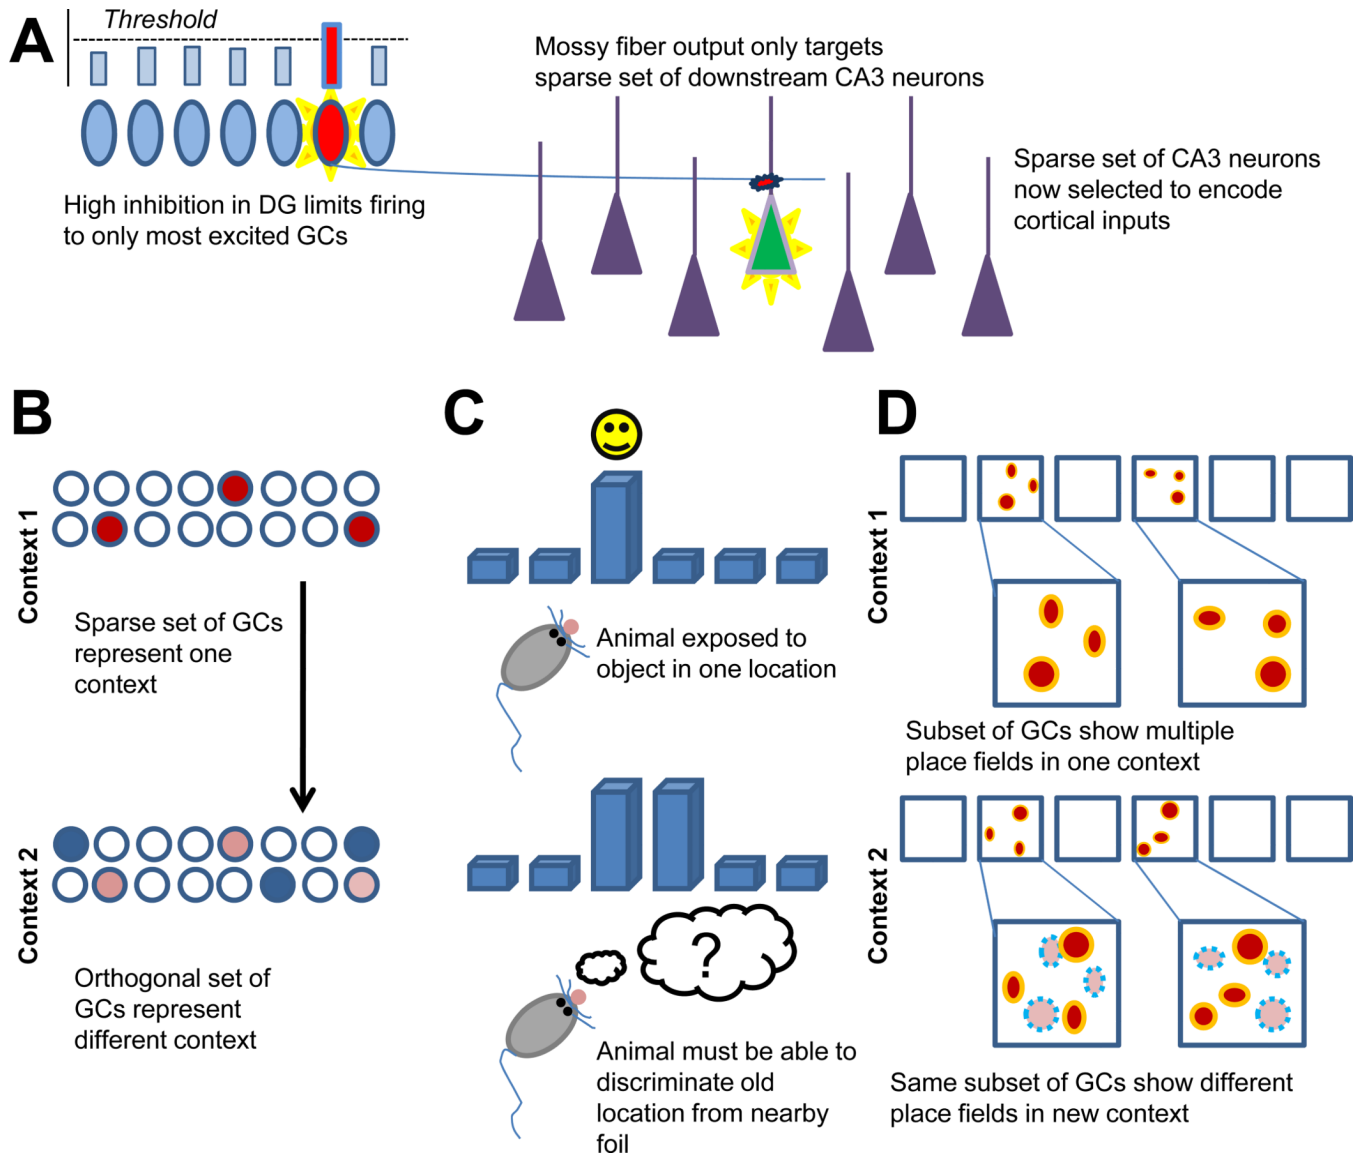 A
Threshold
Mossy fiber output only targets
sparse set of downstream CA3 neurons
Sparse set of CA3 neurons
now selected to encode
cortical inputs
High inhibition in DG limits firing
to only most excited GCs
B
Context 1
Sparse set of GCs
represent one
context
Context 2
Orthogonal set of
GCs represent
different context
C
Animal exposed to
object in one location
?
Animal must be able to
discriminate old
location from nearby
foil
D
Context 1
Subset of GCs show multiple
place fields in one context
Context 2
Same subset of GCs show different
place fields in new context